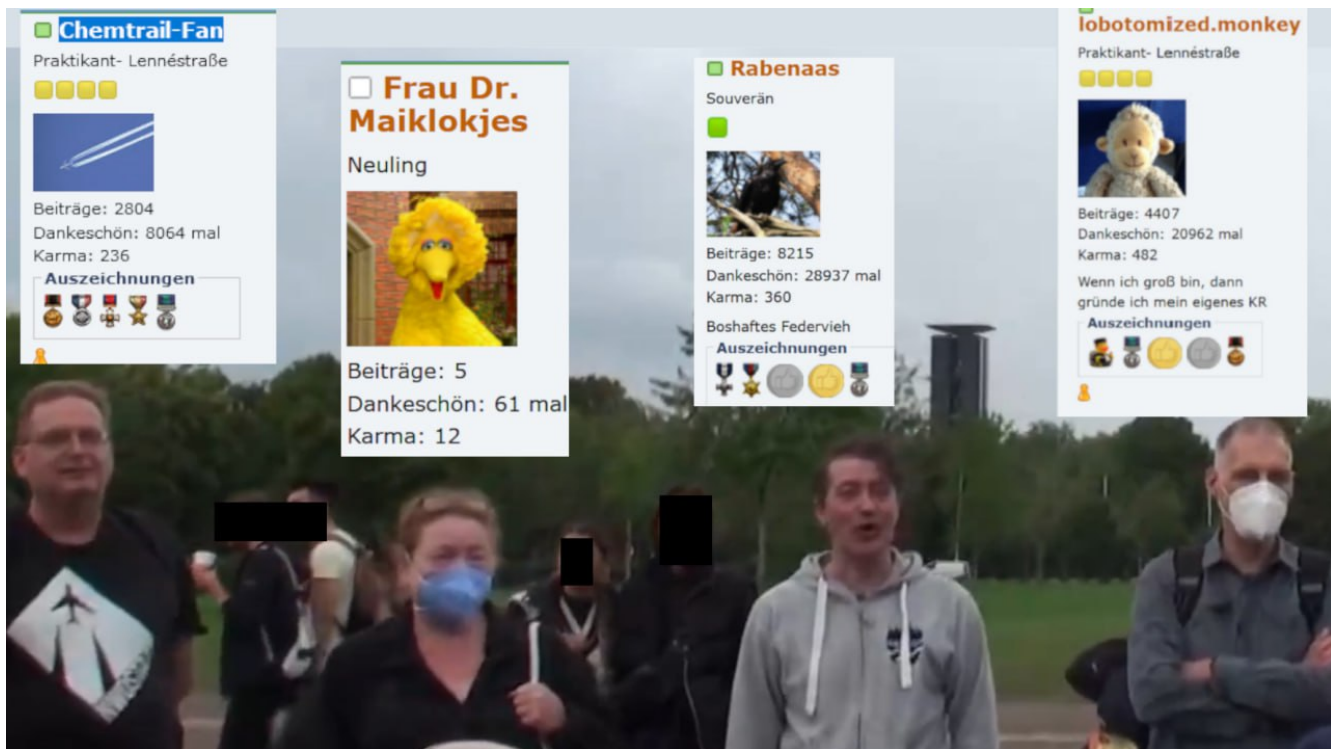 Chemtrail-Fan
Praktikant- Lennéstraße
Beiträge: 2804
Dankeschön: 8064 mal
Karma: 236
Auszeichnungen
Frau Dr.
Maiklokjes
Neuling
Beiträge: 5
Dankeschön: 61 mal
Karma: 12
Rabenaas
Souverän
Beiträge: 8215
Dankeschön: 28937 mal
Karma: 360
Boshaftes Federvieh
Auszeichnungen
lobotomized.monkey
Praktikant- Lennéstraße
Beiträge: 4407
Dankeschön: 20962 mal
Karma: 482
Wenn ich groß bin, dann
gründe ich mein eigenes KR
Auszeichnungen